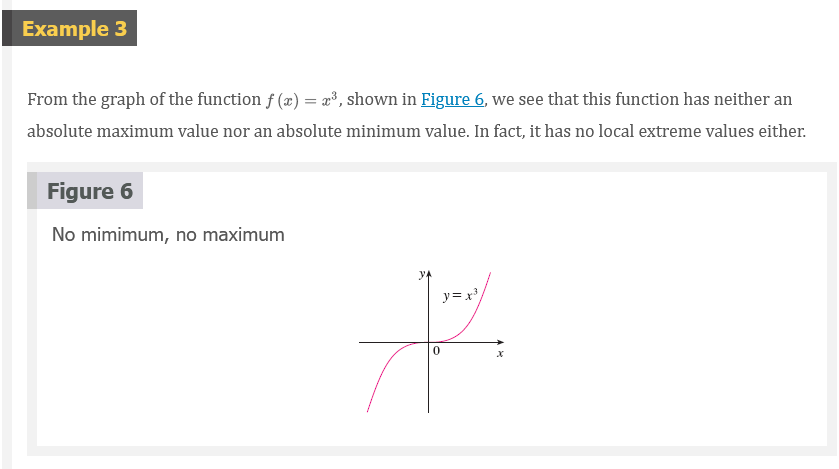 Example 3
From the graph of the function f (x) = x³, shown in Figure 6, we see that this function has neither an
absolute maximum value nor an absolute minimum value. In fact, it has no local extreme values either.
Figure 6
No mimimum, no maximum
y
y = x³
0
x